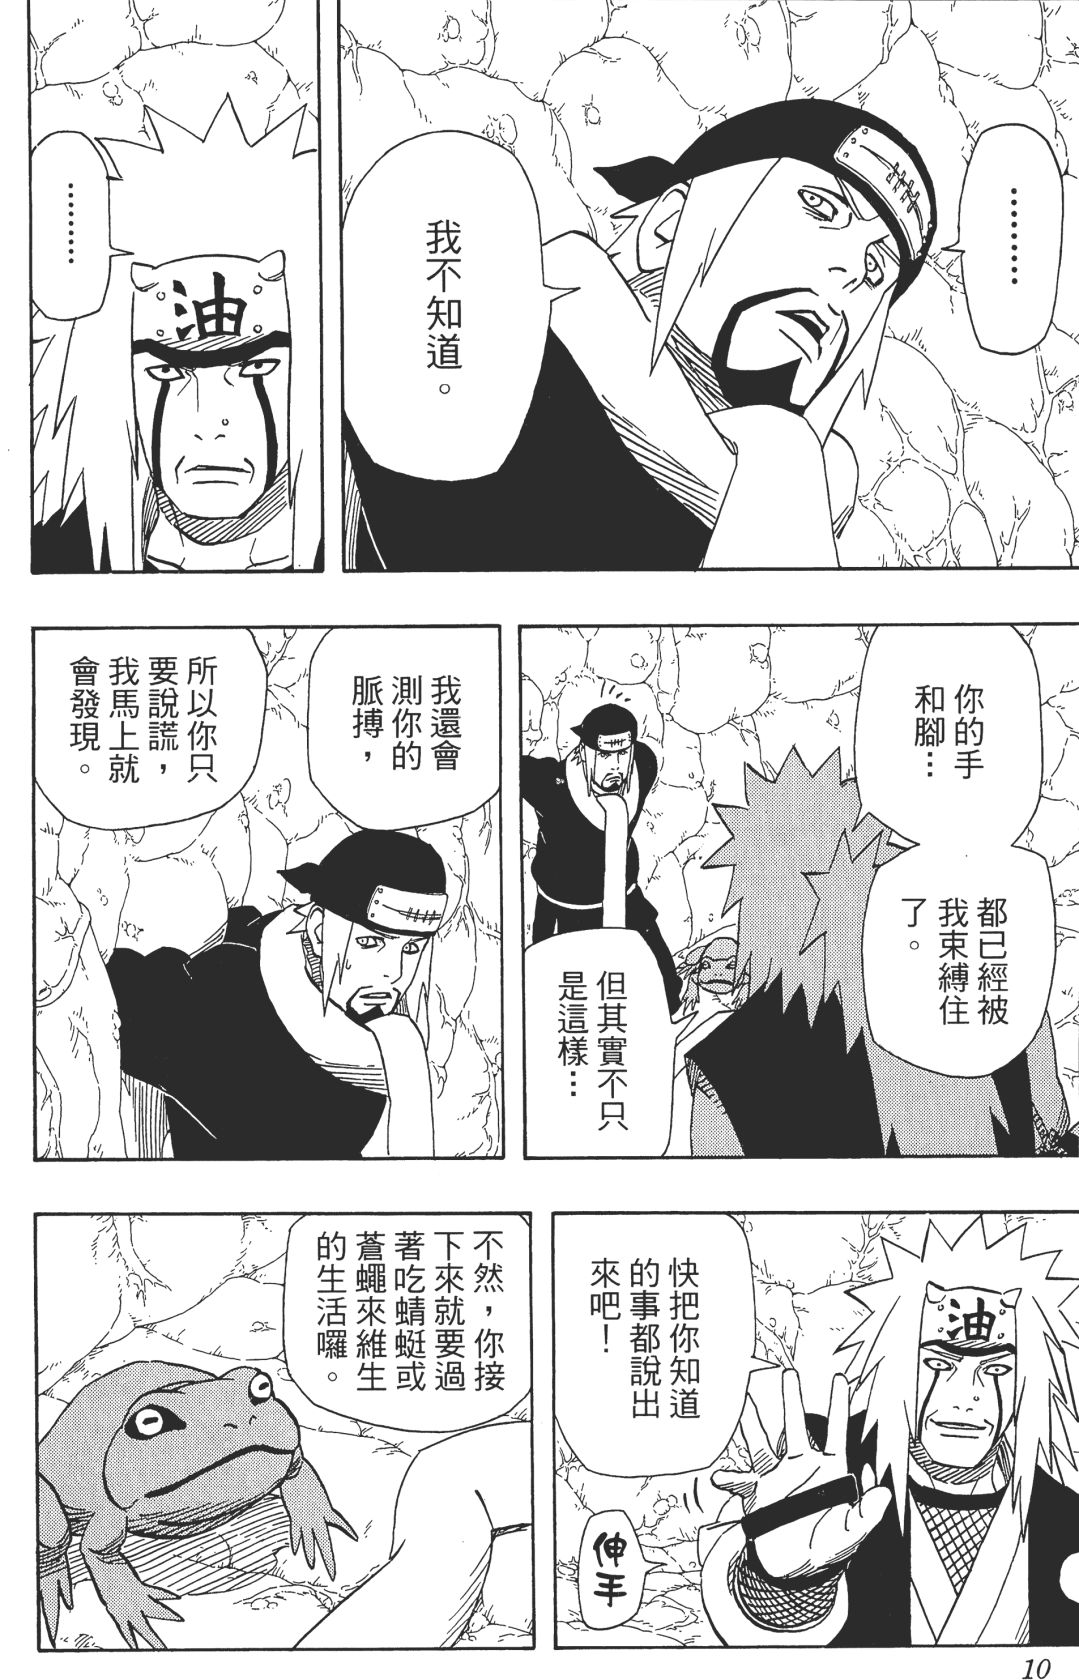 ………
我不知道。
………
油
你的手
和腳…
都已經被
我束縛住
了。
但其實不只
是這樣…
我還會
測你的
脈搏，
所以你只
要說謊，
我馬上就
會發現。
快把你知道
的事都說出
來吧！
油
伸手
不然，你接
下來就要過
著吃蜻蜓或
蒼蠅來維生
的生活囉。
10